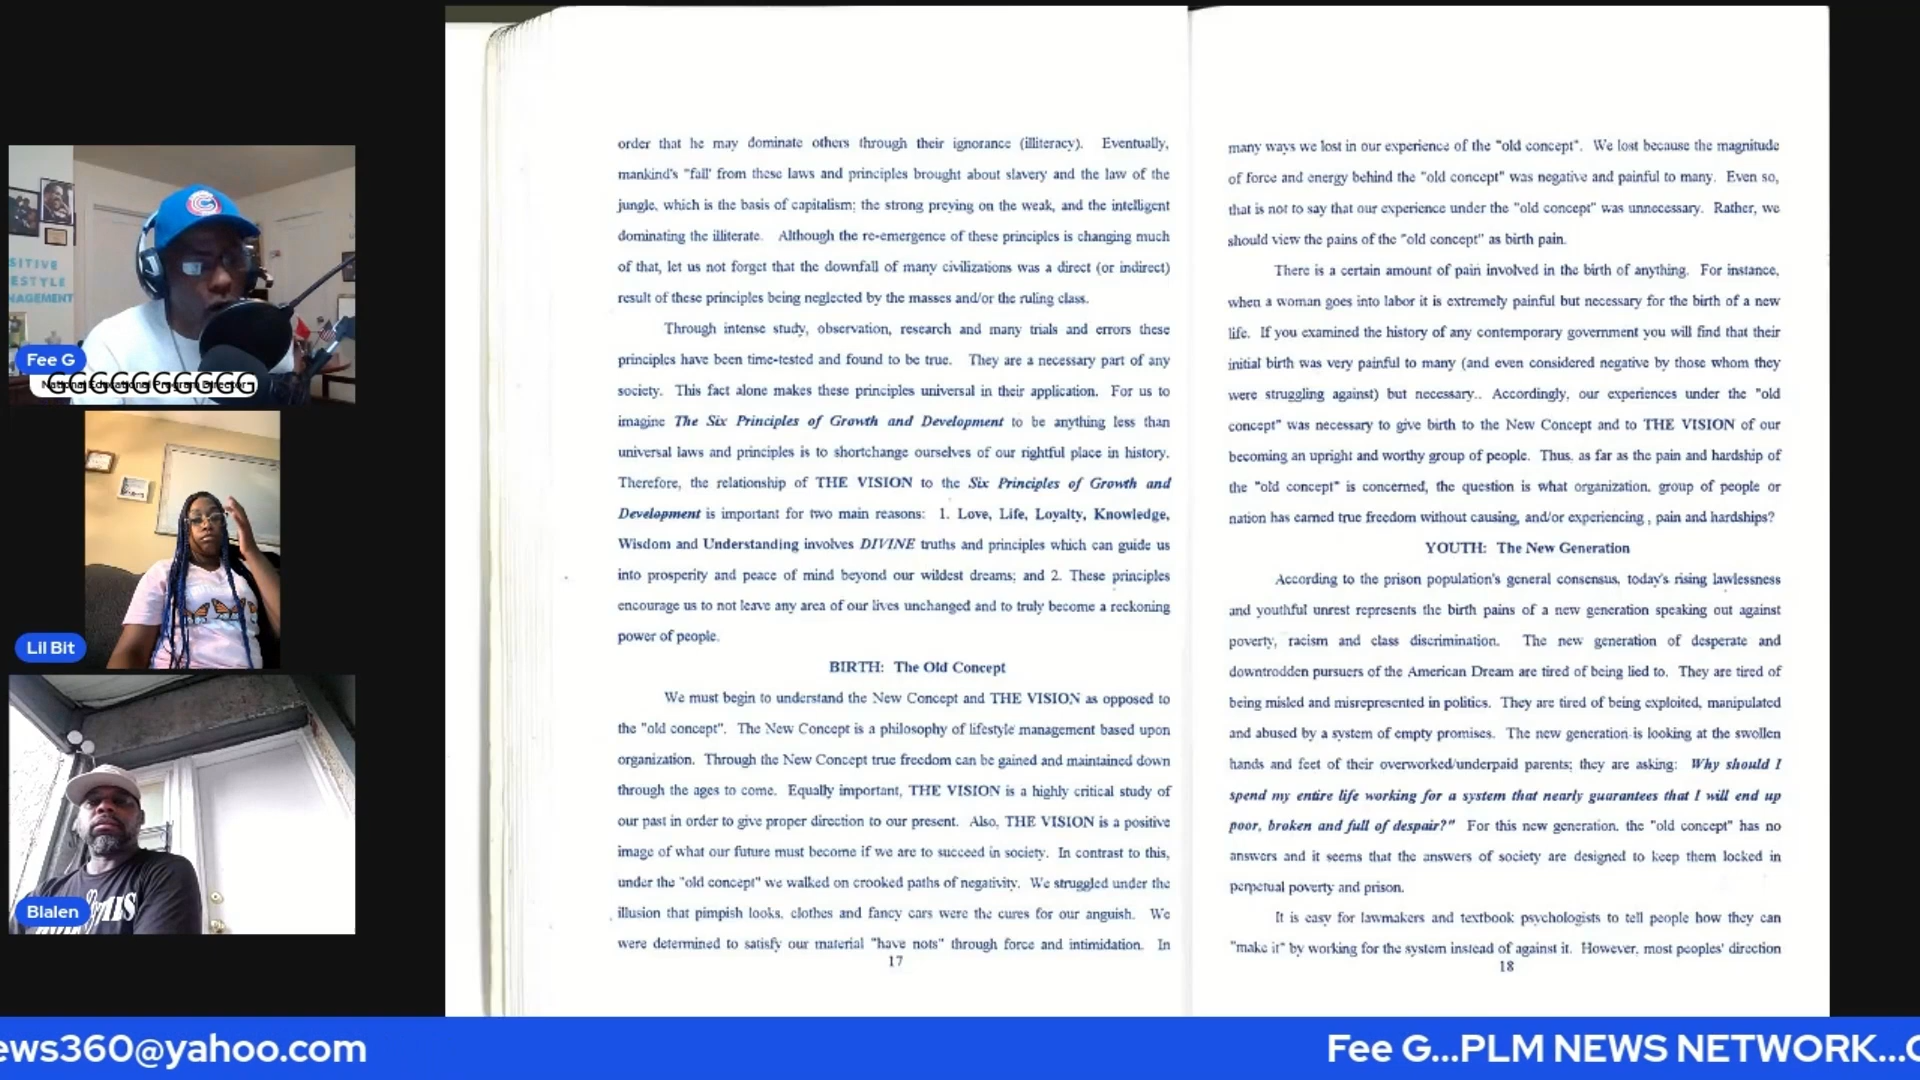 SITIVE
ESTYLE
NAGEMENT
Fee G
GGGGGGGGGG
National Educational Program Director
Lil Bit
Blalen
order that he may dominate others through their ignorance (illiteracy). Eventually,
mankind's "fall' from these laws and principles brought about slavery and the law of the
jungle, which is the basis of capitalism; the strong preying on the weak, and the intelligent
dominating the illiterate. Although the re-emergence of these principles is changing much
of that, let us not forget that the downfall of many civilizations was a direct (or indirect)
result of these principles being neglected by the masses and/or the ruling class.
Through intense study, observation, research and many trials and errors these
principles have been time-tested and found to be true. They are a necessary part of any
society. This fact alone makes these principles universal in their application. For us to
imagine The Six Principles of Growth and Development to be anything less than
universal laws and principles is to shortchange ourselves of our rightful place in history.
Therefore, the relationship of THE VISION to the Six Principles of Growth and
Development is important for two main reasons: 1. Love, Life, Loyalty, Knowledge,
Wisdom and Understanding involves DIVINE truths and principles which can guide us
into prosperity and peace of mind beyond our wildest dreams; and 2. These principles
encourage us to not leave any area of our lives unchanged and to truly become a reckoning
power of people.
BIRTH: The Old Concept
We must begin to understand the New Concept and THE VISION as opposed to
the "old concept". The New Concept is a philosophy of lifestyle management based upon
organization. Through the New Concept true freedom can be gained and maintained down
through the ages to come. Equally important, THE VISION is a highly critical study of
our past in order to give proper direction to our present. Also, THE VISION is a positive
image of what our future must become if we are to succeed in society. In contrast to this,
under the "old concept" we walked on crooked paths of negativity. We struggled under the
illusion that pimpish looks, clothes and fancy cars were the cures for our anguish. We
were determined to satisfy our material "have nots" through force and intimidation. In
17
many ways we lost in our experience of the "old concept". We lost because the magnitude
of force and energy behind the "old concept" was negative and painful to many. Even so,
that is not to say that our experience under the "old concept" was unnecessary. Rather, we
should view the pains of the "old concept" as birth pain.
There is a certain amount of pain involved in the birth of anything. For instance,
when a woman goes into labor it is extremely painful but necessary for the birth of a new
life. If you examined the history of any contemporary government you will find that their
initial birth was very painful to many (and even considered negative by those whom they
were struggling against) but necessary.. Accordingly, our experiences under the "old
concept" was necessary to give birth to the New Concept and to THE VISION of our
becoming an upright and worthy group of people. Thus, as far as the pain and hardship of
the "old concept" is concerned, the question is what organization, group of people or
nation has earned true freedom without causing, and/or experiencing , pain and hardships?
YOUTH: The New Generation
According to the prison population's general consensus, today's rising lawlessness
and youthful unrest represents the birth pains of a new generation speaking out against
poverty, racism and class discrimination. The new generation of desperate and
downtrodden pursuers of the American Dream are tired of being lied to. They are tired of
being misled and misrepresented in politics. They are tired of being exploited, manipulated
and abused by a system of empty promises. The new generation is looking at the swollen
hands and feet of their overworked/underpaid parents; they are asking: Why should I
spend my entire life working for a system that nearly guarantees that I will end up
poor, broken and full of despair?" For this new generation, the "old concept" has no
answers and it seems that the answers of society are designed to keep them locked in
perpetual poverty and prison.
It is easy for lawmakers and textbook psychologists to tell people how they can
"make it" by working for the system instead of against it. However, most peoples' direction
18
ews360@yahoo.com
Fee G...PLM NEWS NETWORK...